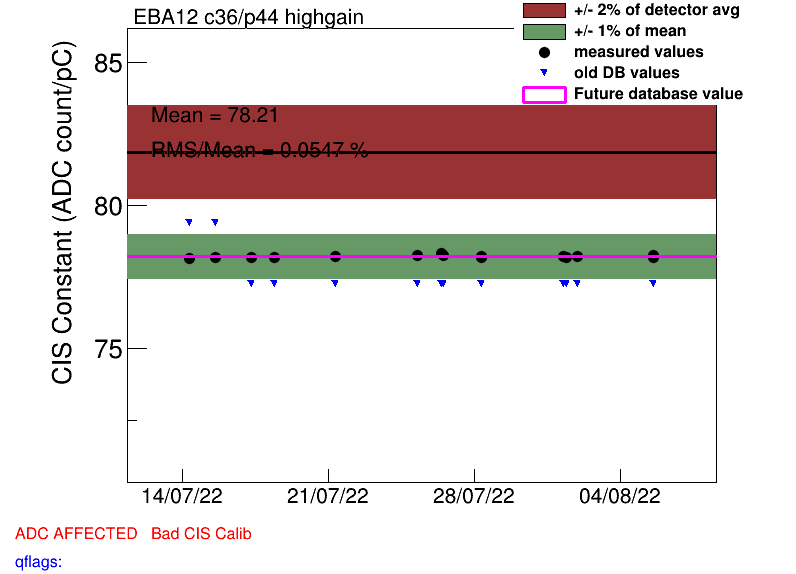 EBA12 c36/p44 highgain
+/- 2% of detector avg
+/- 1% of mean
measured values
old DB values
Future database value
CIS Constant (ADC count/pC)
85
80
75
Mean = 78.21
RMS/Mean = 0.0547 %
14/07/22 21/07/22 28/07/22 04/08/22
ADC AFFECTED Bad CIS Calib
qflags: